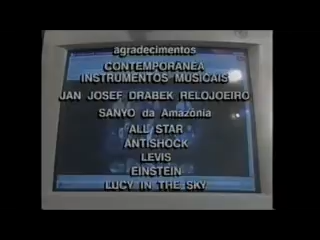 agradecimentos
CONTEMPORANEA
INSTRUMENTOS MUSICAIS
JAN JOSEF DRABEK RELOJOEIRO
SANYO da Amazônia
ALL STAR
ANTISHOCK
LEVIS
EINSTEIN
LUCY IN THE SKY